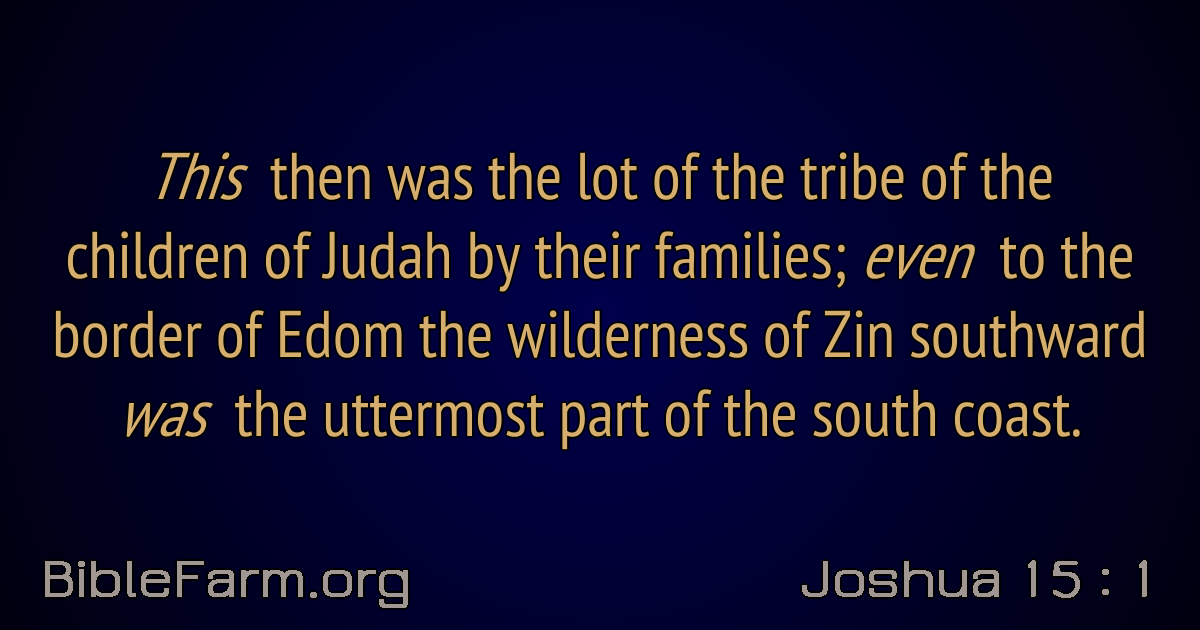 This then was the lot of the tribe of the
children of Judah by their families; even to the
border of Edom the wilderness of Zin southward
was the uttermost part of the south coast.
BibleFarm.org
Joshua 15 : 1